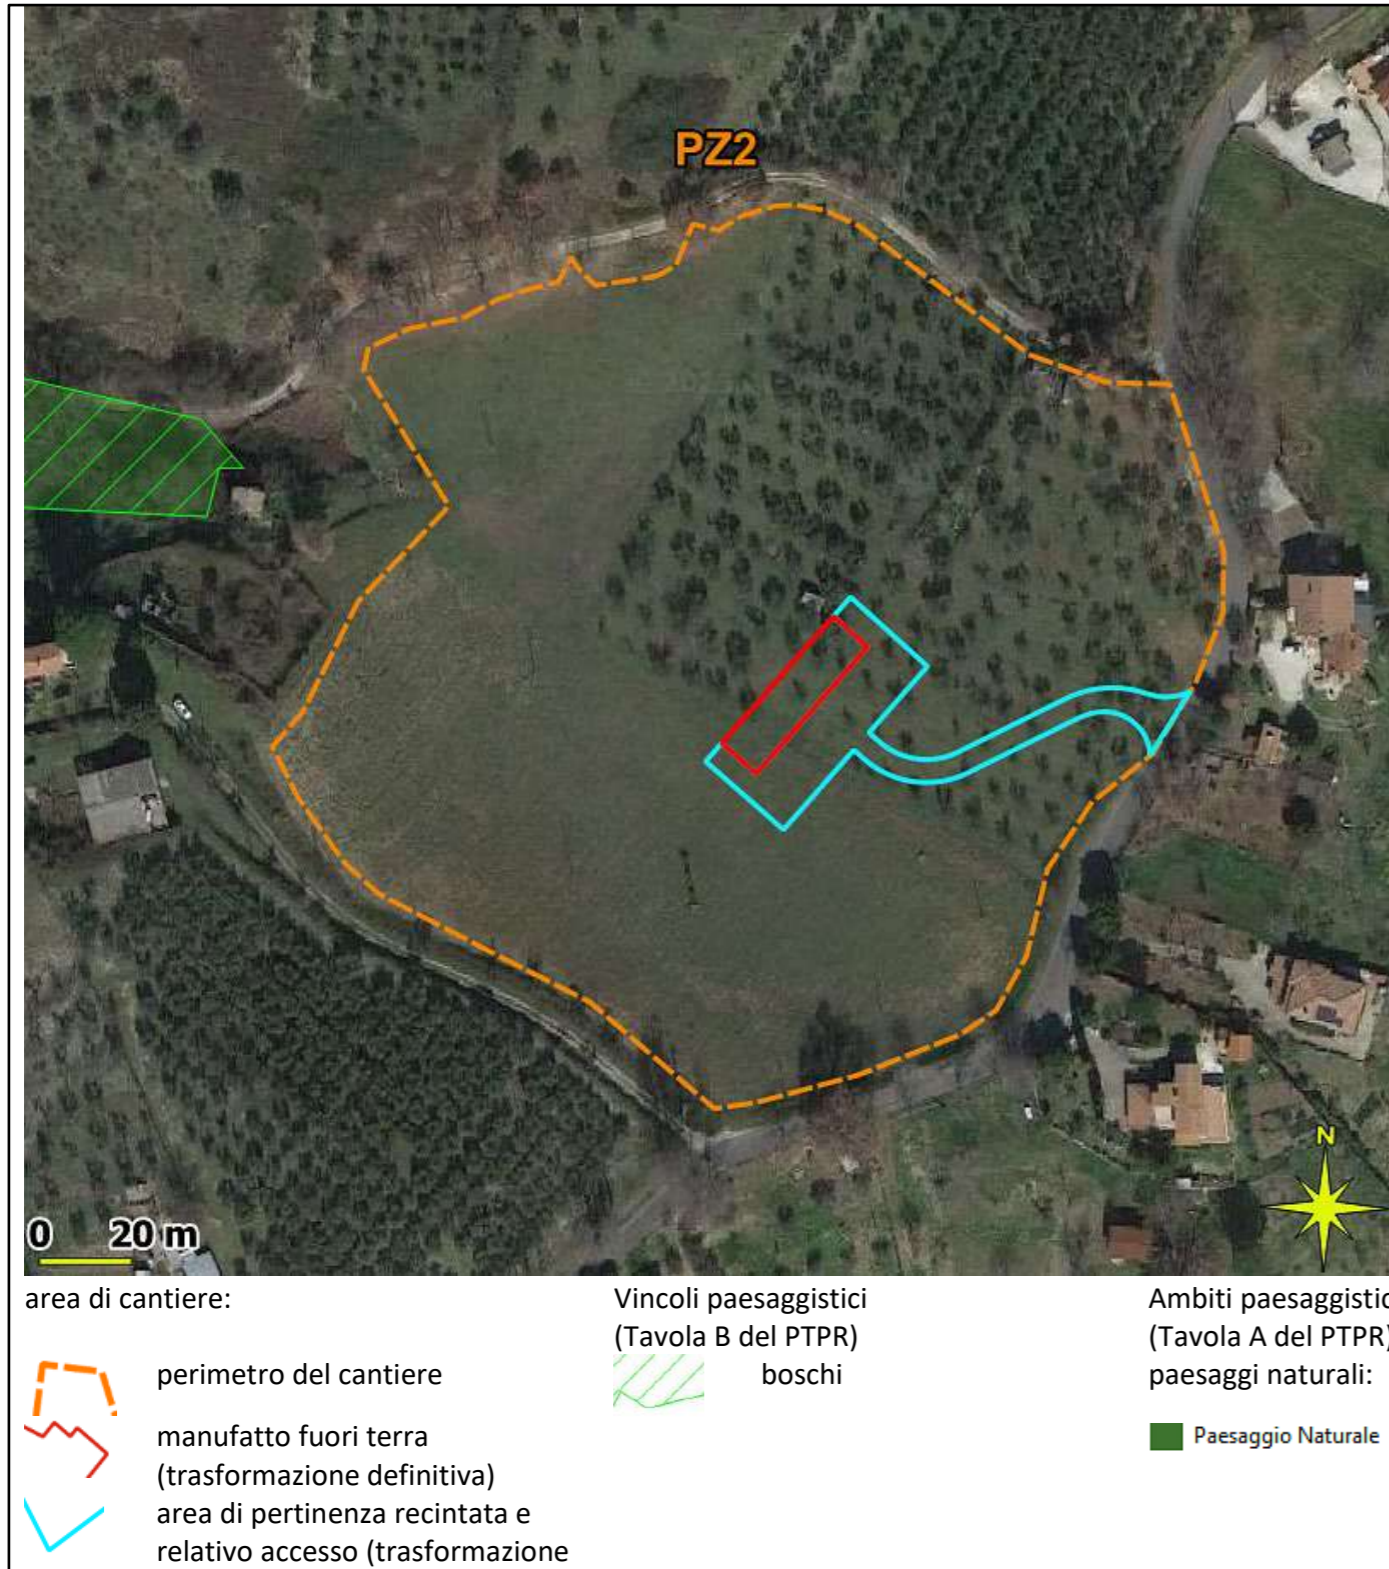 PZ2
N
0 20 m
area di cantiere:
perimetro del cantiere
manufatto fuori terra
(trasformazione definitiva)
area di pertinenza recintata e
relativo accesso (trasformazione
Vincoli paesaggistici
(Tavola B del PTPR)
boschi
Ambiti paesaggistic
(Tavola A del PTPR)
paesaggi naturali:
Paesaggio Naturale